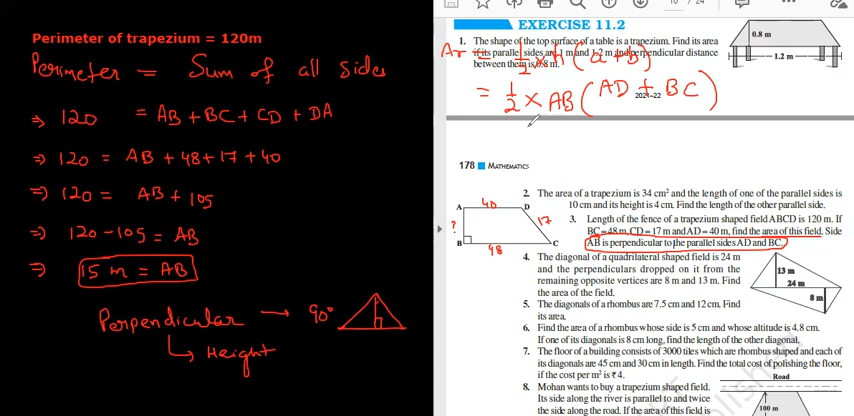 Perimeter of trapezium = 120m
Perimeter = Sum of all sides
⇒ 120 = AB + BC + CD + DA
⇒ 120 = AB + 48 + 17 + 40
⇒ 120 = AB + 105
⇒ 120 - 105 = AB
⇒ 15 m = AB
Perpendicular → 90°
↳ Height
EXERCISE 11.2
1. The shape of the top surface of a table is a trapezium. Find its area
if its parallel sides are 1 m and 1.2 m and perpendicular distance
between them is 0.8 m.
0.8 m
1.2 m
Ar = 1/2 × h (a + b)
= 1/2 × AB (AD + BC)
2021–22
178 MATHEMATICS
2. The area of a trapezium is 34 cm² and the length of one of the parallel sides is
10 cm and its height is 4 cm. Find the length of the other parallel side.
3. Length of the fence of a trapezium shaped field ABCD is 120 m. If
BC = 48 m, CD = 17 m and AD = 40 m, find the area of this field. Side
AB is perpendicular to the parallel sides AD and BC.
A 40 D
? 17
B 48 C
4. The diagonal of a quadrilateral shaped field is 24 m
and the perpendiculars dropped on it from the
remaining opposite vertices are 8 m and 13 m. Find
the area of the field.
13 m
24 m
8 m
5. The diagonals of a rhombus are 7.5 cm and 12 cm. Find
its area.
6. Find the area of a rhombus whose side is 5 cm and whose altitude is 4.8 cm.
If one of its diagonals is 8 cm long, find the length of the other diagonal.
7. The floor of a building consists of 3000 tiles which are rhombus shaped and each of
its diagonals are 45 cm and 30 cm in length. Find the total cost of polishing the floor,
if the cost per m² is ₹ 4.
8. Mohan wants to buy a trapezium shaped field.
Its side along the river is parallel to and twice
the side along the road. If the area of this field is
Road
100 m